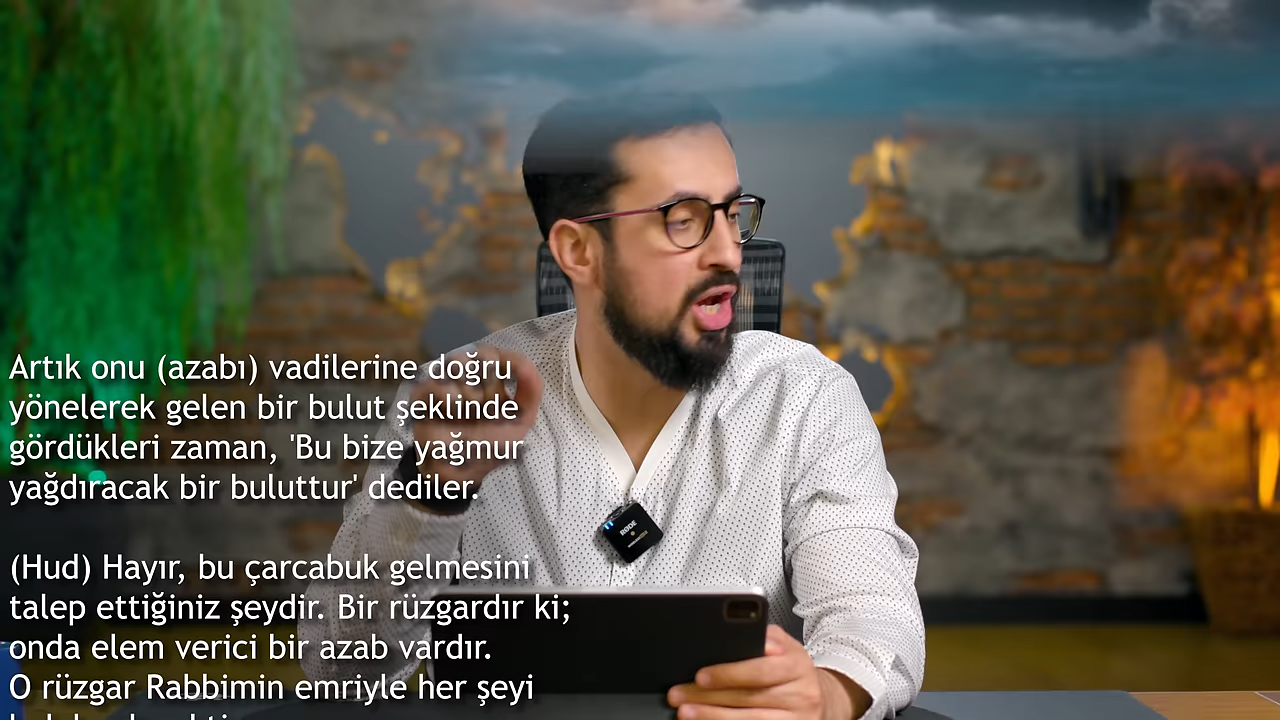 Artık onu (azabı) vadilerine doğru
yönelerek gelen bir bulut şeklinde
gördükleri zaman, 'Bu bize yağmur
yağdıracak bir buluttur' dediler.
(Hud) Hayır, bu çarcabuk gelmesini
talep ettiğiniz şeydir. Bir rüzgardır ki;
onda elem verici bir azab vardır.
O rüzgar Rabbimin emriyle her şeyi
RØDE